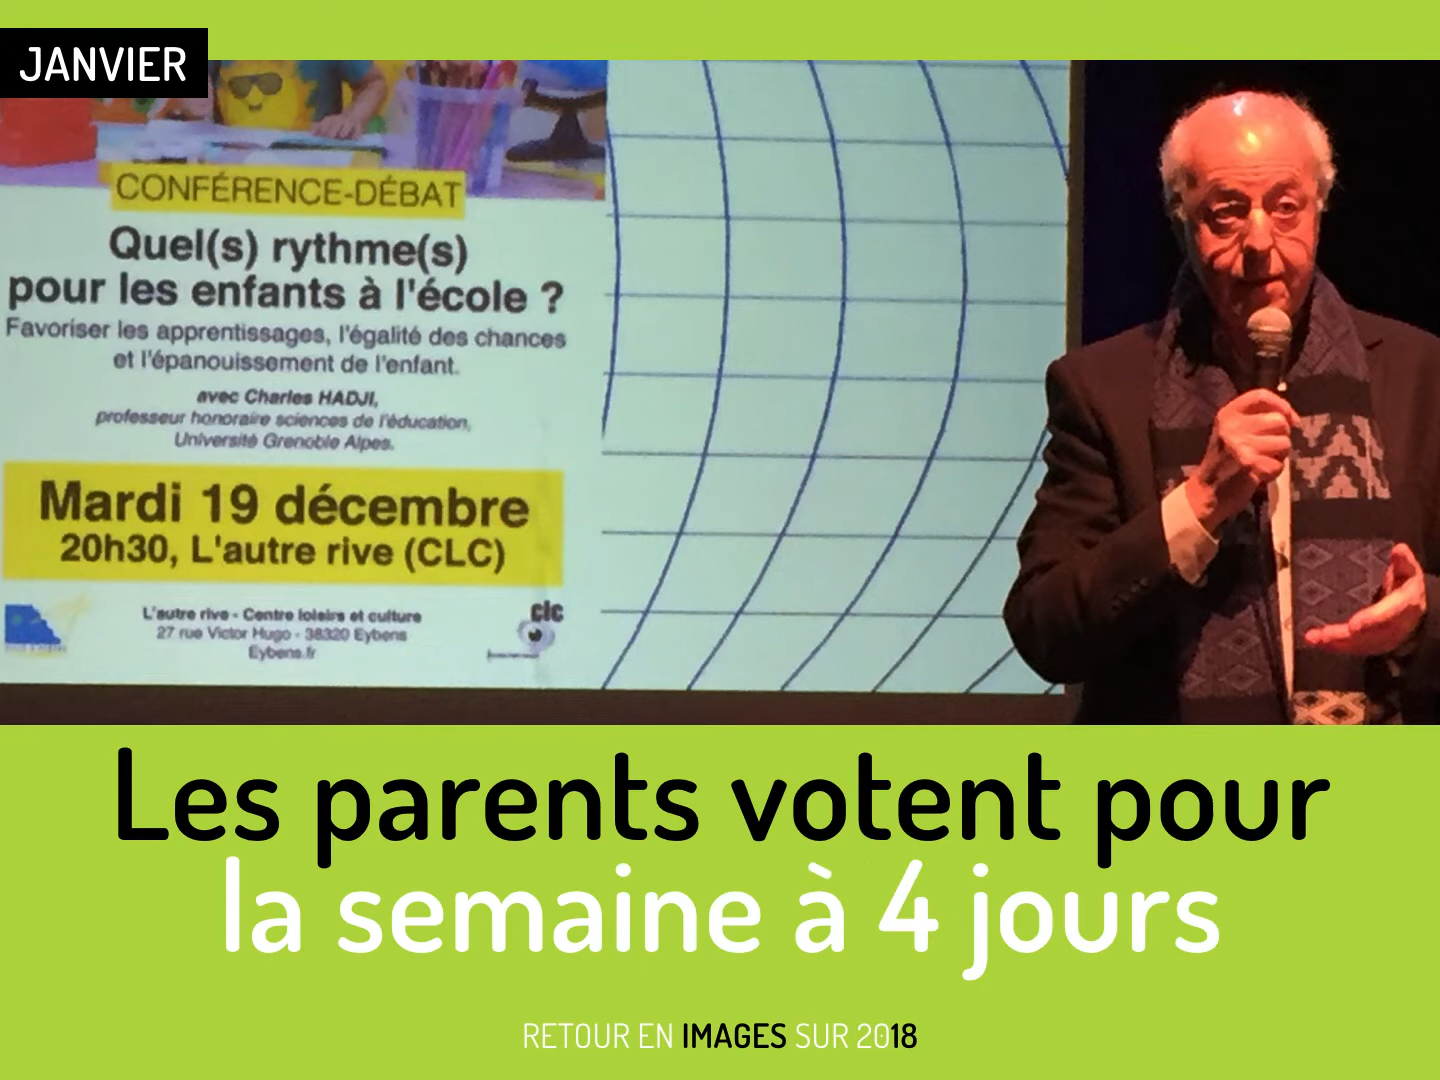 JANVIER
CONFÉRENCE-DÉBAT
Quel(s) rythme(s)
pour les enfants à l'école ?
Favoriser les apprentissages, l'égalité des chances
et l'épanouissement de l'enfant.
avec Charles HADJI,
professeur honoraire sciences de l'éducation,
Université Grenoble Alpes.
Mardi 19 décembre
20h30, L'autre rive (CLC)
L'autre rive - Centre loisirs et culture
27 rue Victor Hugo - 38320 Eybens
Eybens.fr
clc
Les parents votent pour
la semaine à 4 jours
RETOUR EN IMAGES SUR 2018